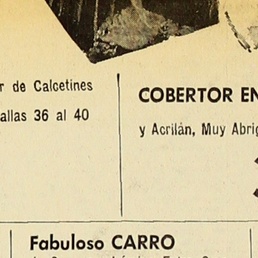 de Calcetines
allas 36 al 40
COBERTOR EN
y Acrilán, Muy Abrig
Fabuloso CARRO